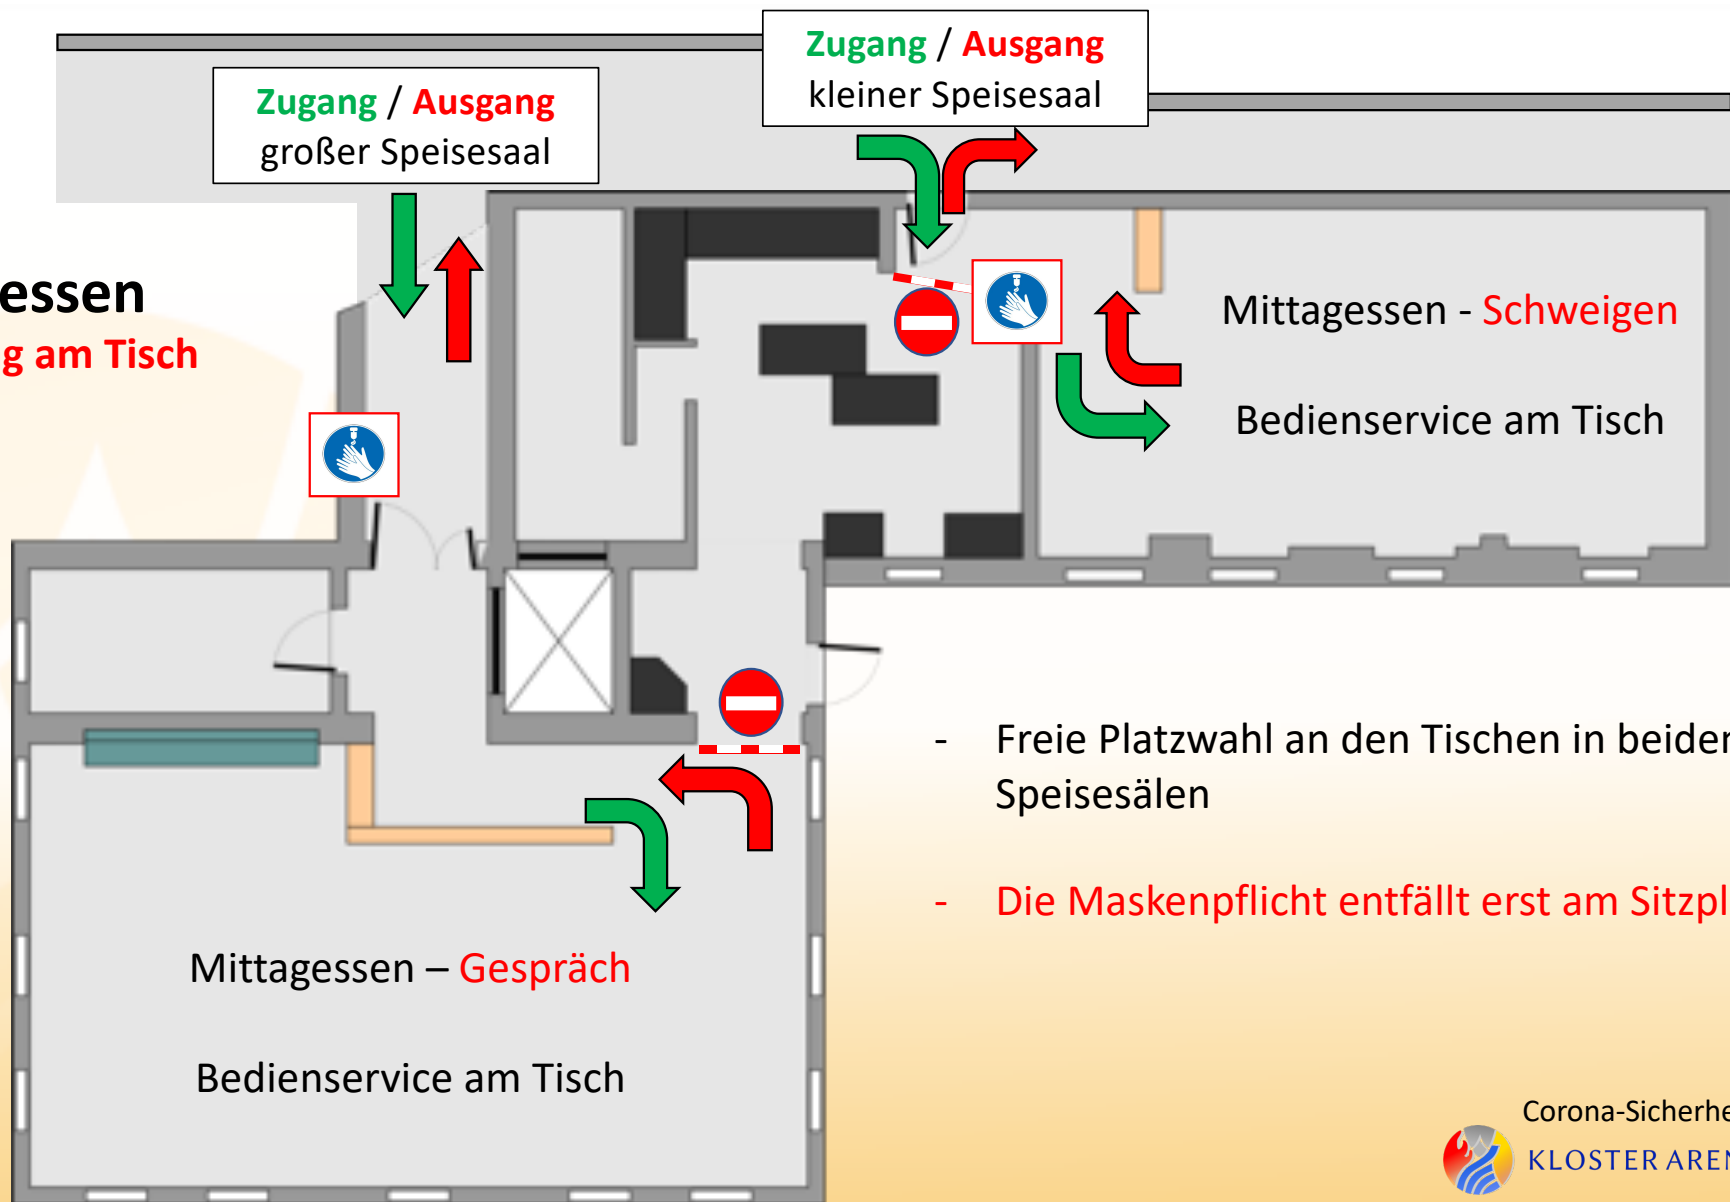 Zugang / Ausgang
großer Speisesaal
Zugang / Ausgang
kleiner Speisesaal
essen
g am Tisch
Mittagessen - Schweigen
Bedienservice am Tisch
- Freie Platzwahl an den Tischen in beiden
Speisesälen
- Die Maskenpflicht entfällt erst am Sitzpl
Mittagessen – Gespräch
Bedienservice am Tisch
Corona-Sicherhe
KLOSTER AREN